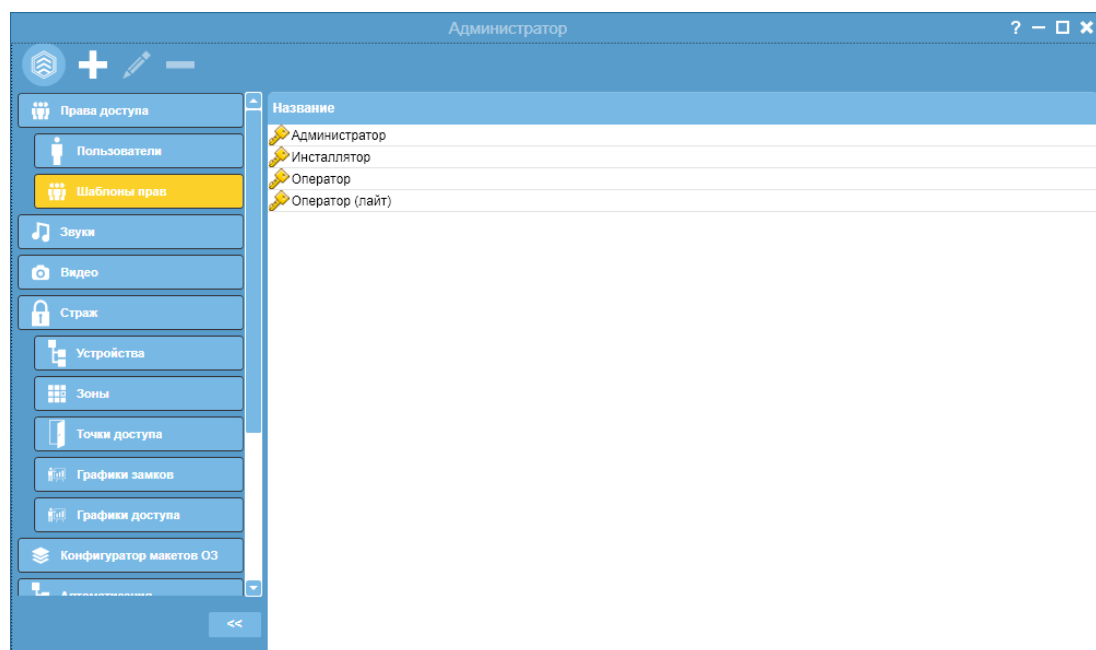 Администратор
?
Права доступа
Пользователи
Шаблоны прав
Звуки
Видео
Страж
Устройства
Зоны
Точки доступа
Графики замков
Графики доступа
Конфигуратор макетов ОЗ
Автоматизация
<<
Название
Администратор
Инсталлятор
Оператор
Оператор (лайт)